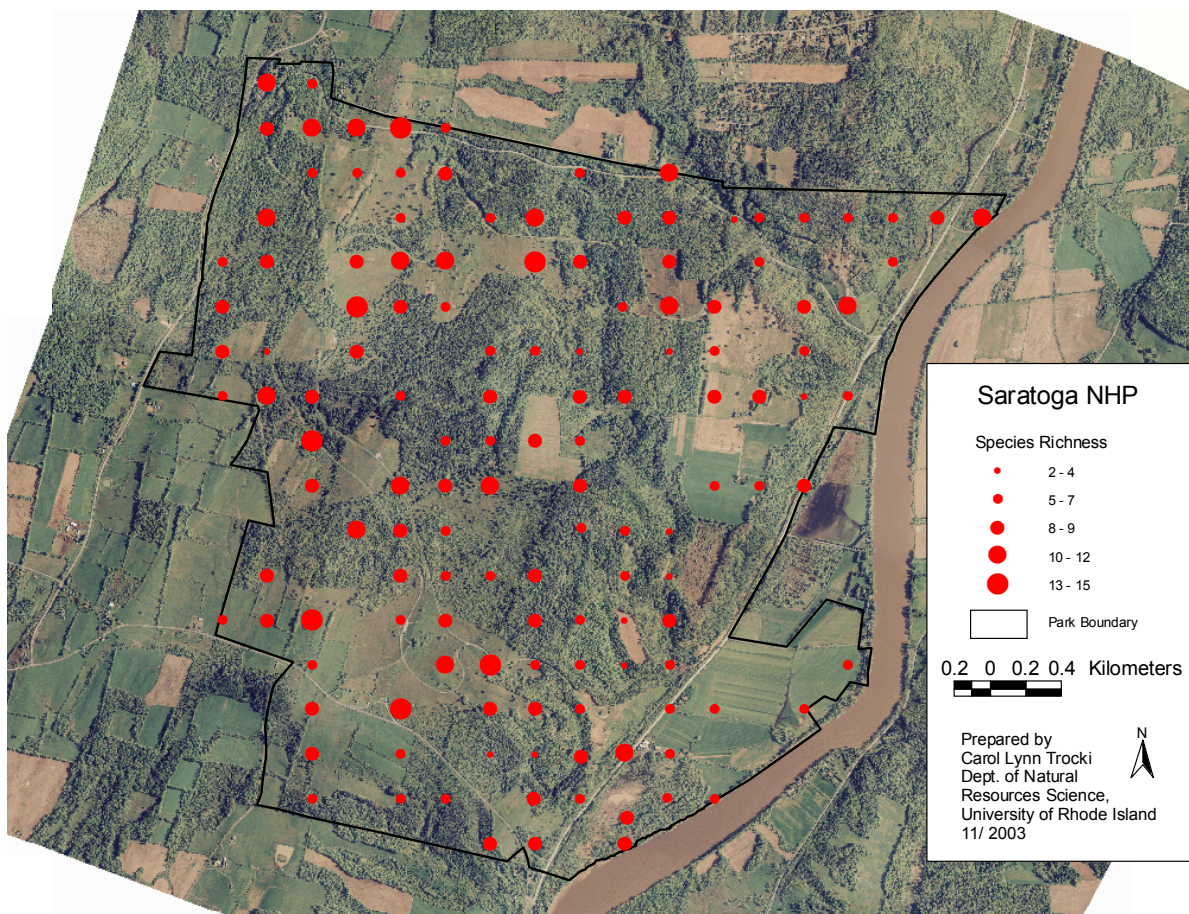 Saratoga NHP
Species Richness
2 - 4
5 - 7
8 - 9
10 - 12
13 - 15
Park Boundary
0.2 0 0.2 0.4 Kilometers
Prepared by
Carol Lynn Trocki
Dept. of Natural
Resources Science,
University of Rhode Island
11/ 2003
N